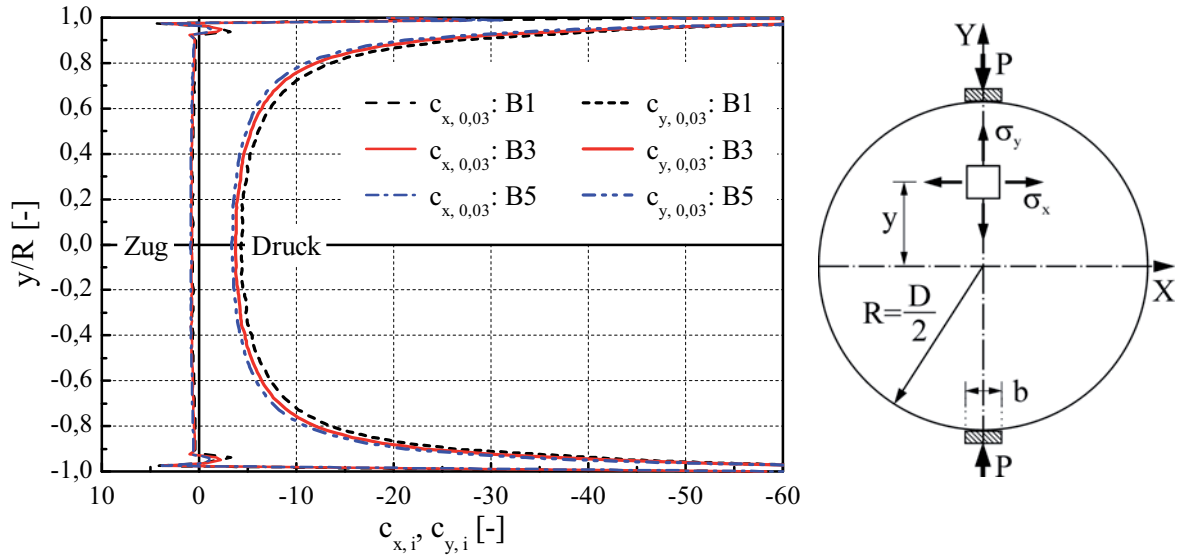 y/R [-]
1,0
0,8
0,6
0,4
0,2
0,0
-0,2
-0,4
-0,6
-0,8
-1,0
Zug
Druck
c x, 0,03: B1
c y, 0,03: B1
c x, 0,03: B3
c y, 0,03: B3
c x, 0,03: B5
c y, 0,03: B5
10 0 -10 -20 -30 -40 -50 -60
c x, i, c y, i [-]
Y
P
σ y
σ x
y
X
R=D/2
b
P